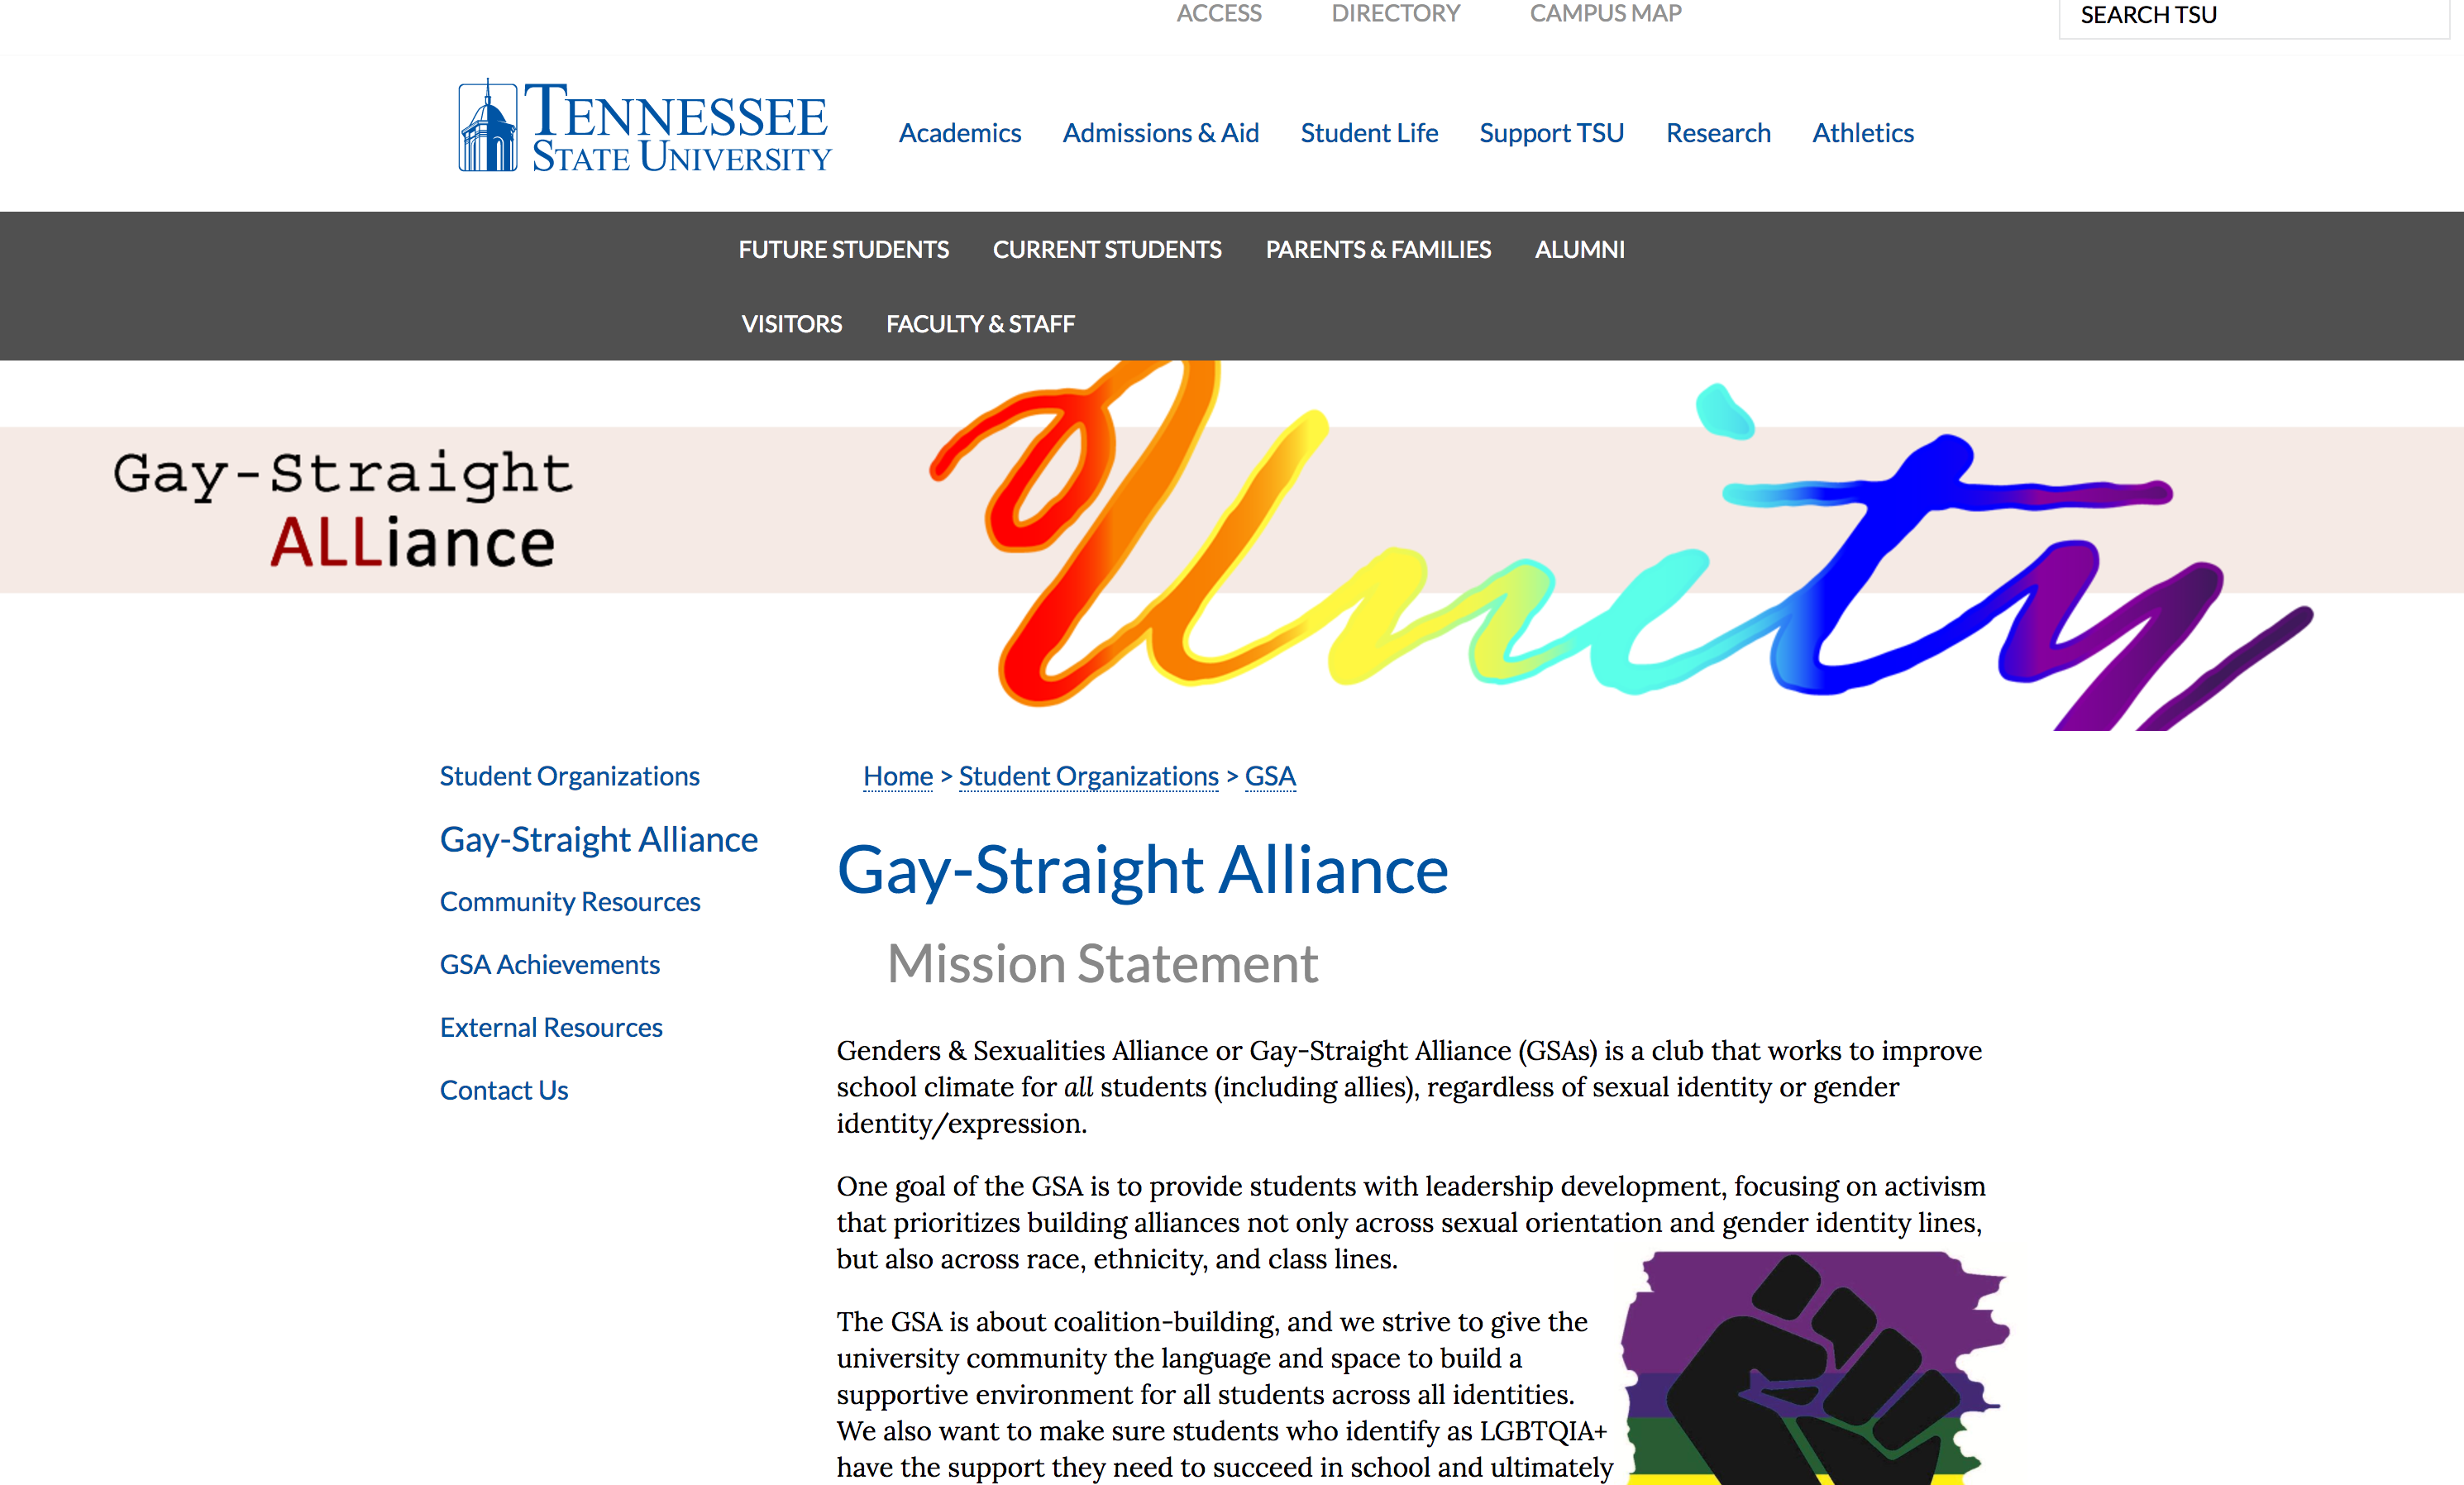 ACCESS DIRECTORY CAMPUS MAP SEARCH TSU
TENNESSEE
STATE UNIVERSITY
Academics Admissions & Aid Student Life Support TSU Research Athletics
FUTURE STUDENTS CURRENT STUDENTS PARENTS & FAMILIES ALUMNI
VISITORS FACULTY & STAFF
Gay-Straight
ALLiance
Unity
Student Organizations
Gay-Straight Alliance
Community Resources
GSA Achievements
External Resources
Contact Us
Home > Student Organizations > GSA
Gay-Straight Alliance
Mission Statement
Genders & Sexualities Alliance or Gay-Straight Alliance (GSAs) is a club that works to improve
school climate for all students (including allies), regardless of sexual identity or gender
identity/expression.
One goal of the GSA is to provide students with leadership development, focusing on activism
that prioritizes building alliances not only across sexual orientation and gender identity lines,
but also across race, ethnicity, and class lines.
The GSA is about coalition-building, and we strive to give the
university community the language and space to build a
supportive environment for all students across all identities.
We also want to make sure students who identify as LGBTQIA+
have the support they need to succeed in school and ultimately